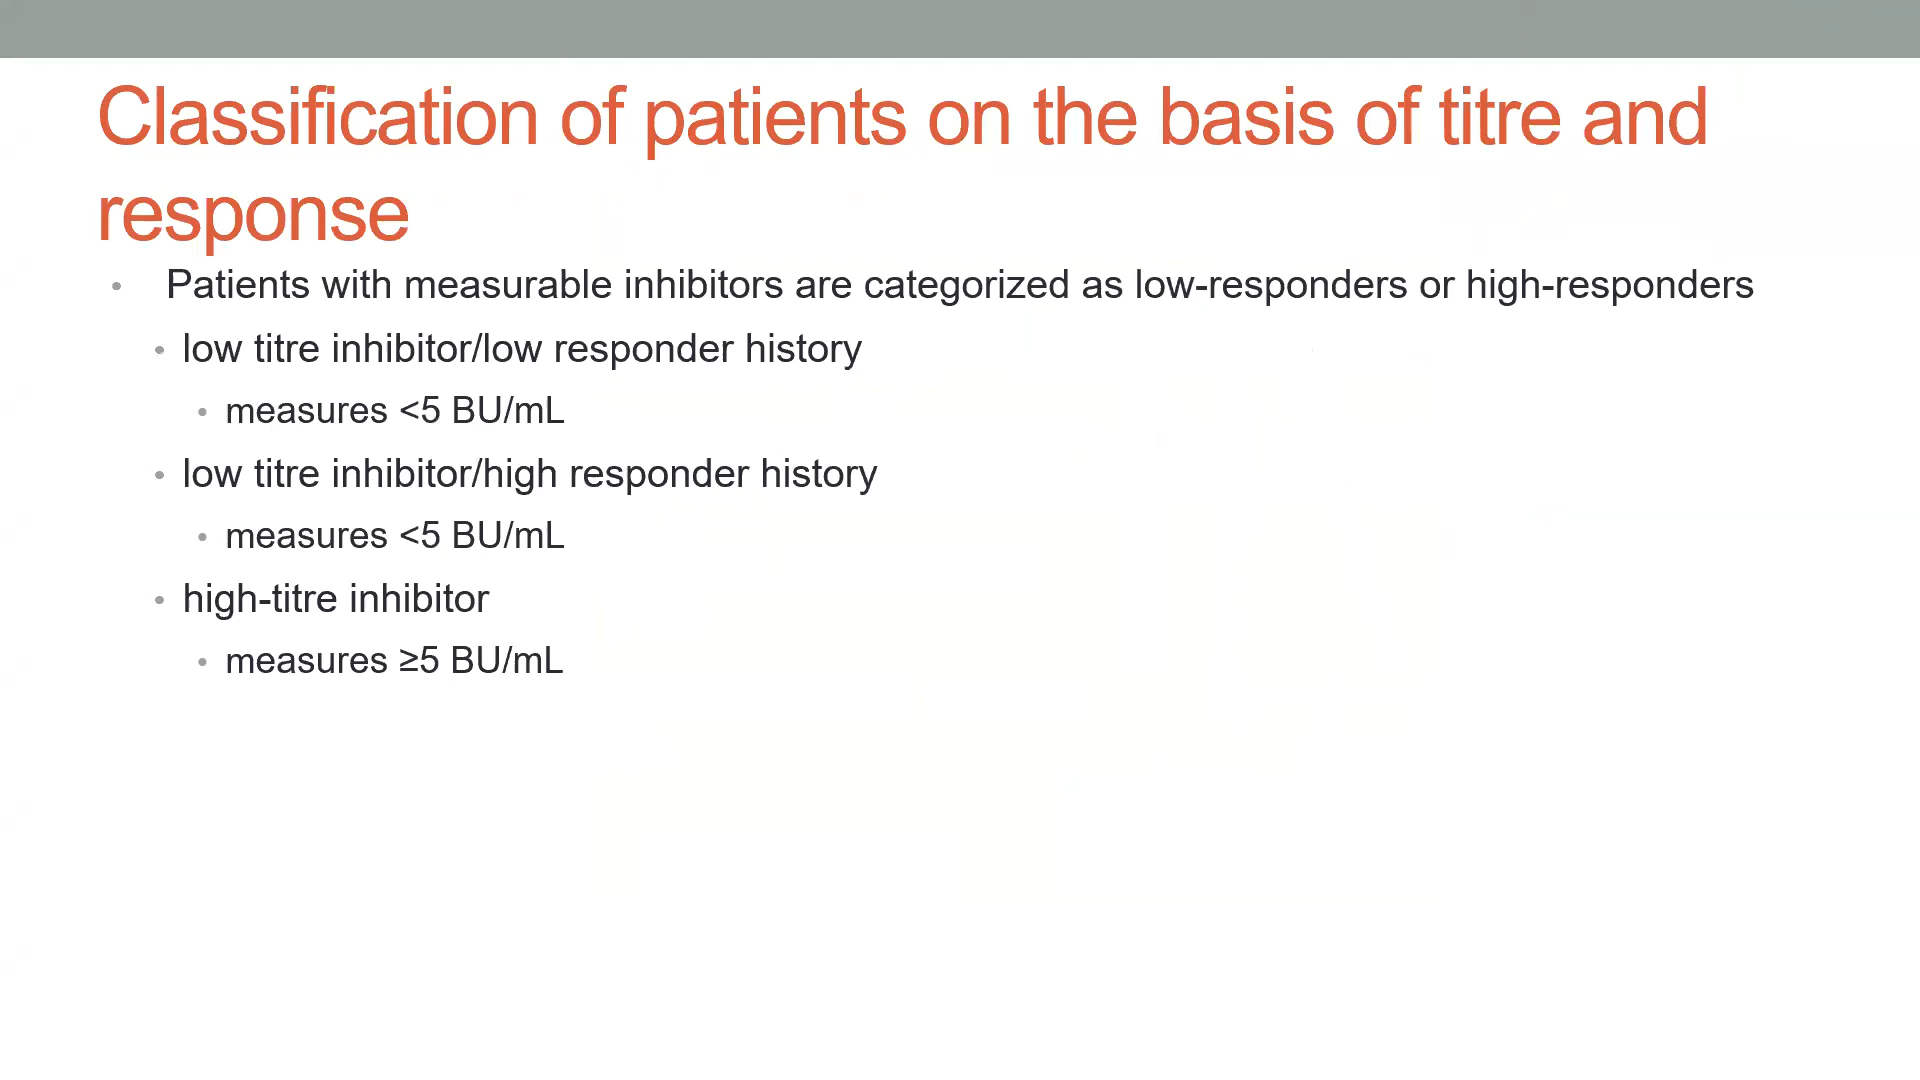 Classification of patients on the basis of titre and
response
• Patients with measurable inhibitors are categorized as low-responders or high-responders
• low titre inhibitor/low responder history
• measures <5 BU/mL
• low titre inhibitor/high responder history
• measures <5 BU/mL
• high-titre inhibitor
• measures ≥5 BU/mL